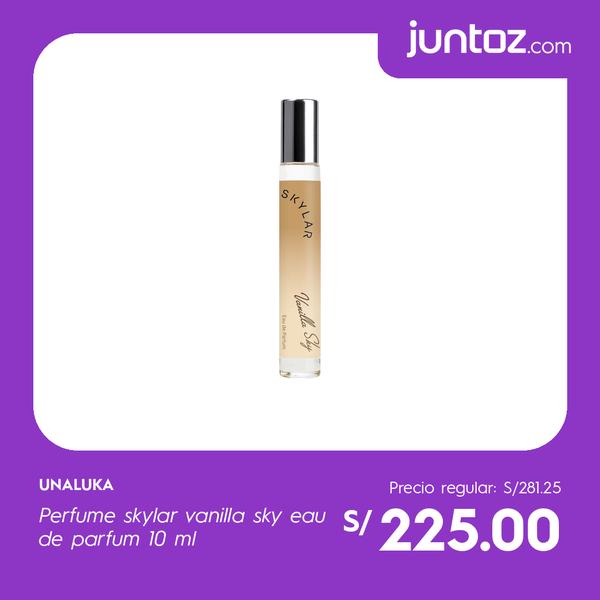 juntoz.com
SKYLAR
Vanilla Sky
Eau de Parfum
UNALUKA
Perfume skylar vanilla sky eau
de parfum 10 ml
Precio regular: S/281.25
S/ 225.00